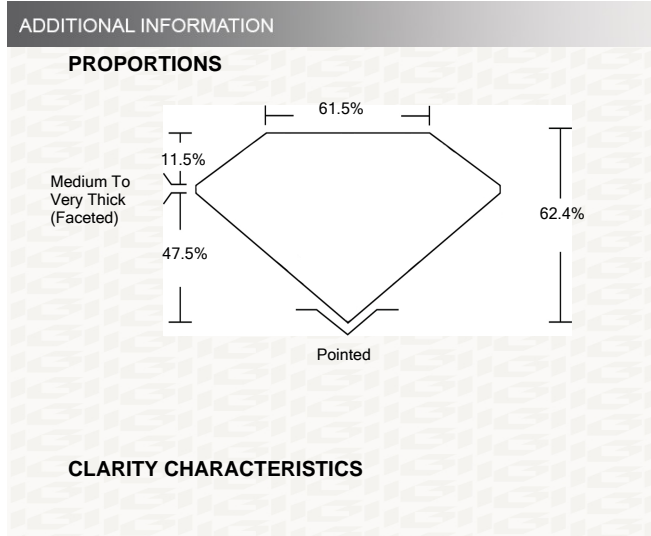 ADDITIONAL INFORMATION
PROPORTIONS
61.5%
11.5%
Medium To
Very Thick
(Faceted)
62.4%
47.5%
Pointed
CLARITY CHARACTERISTICS